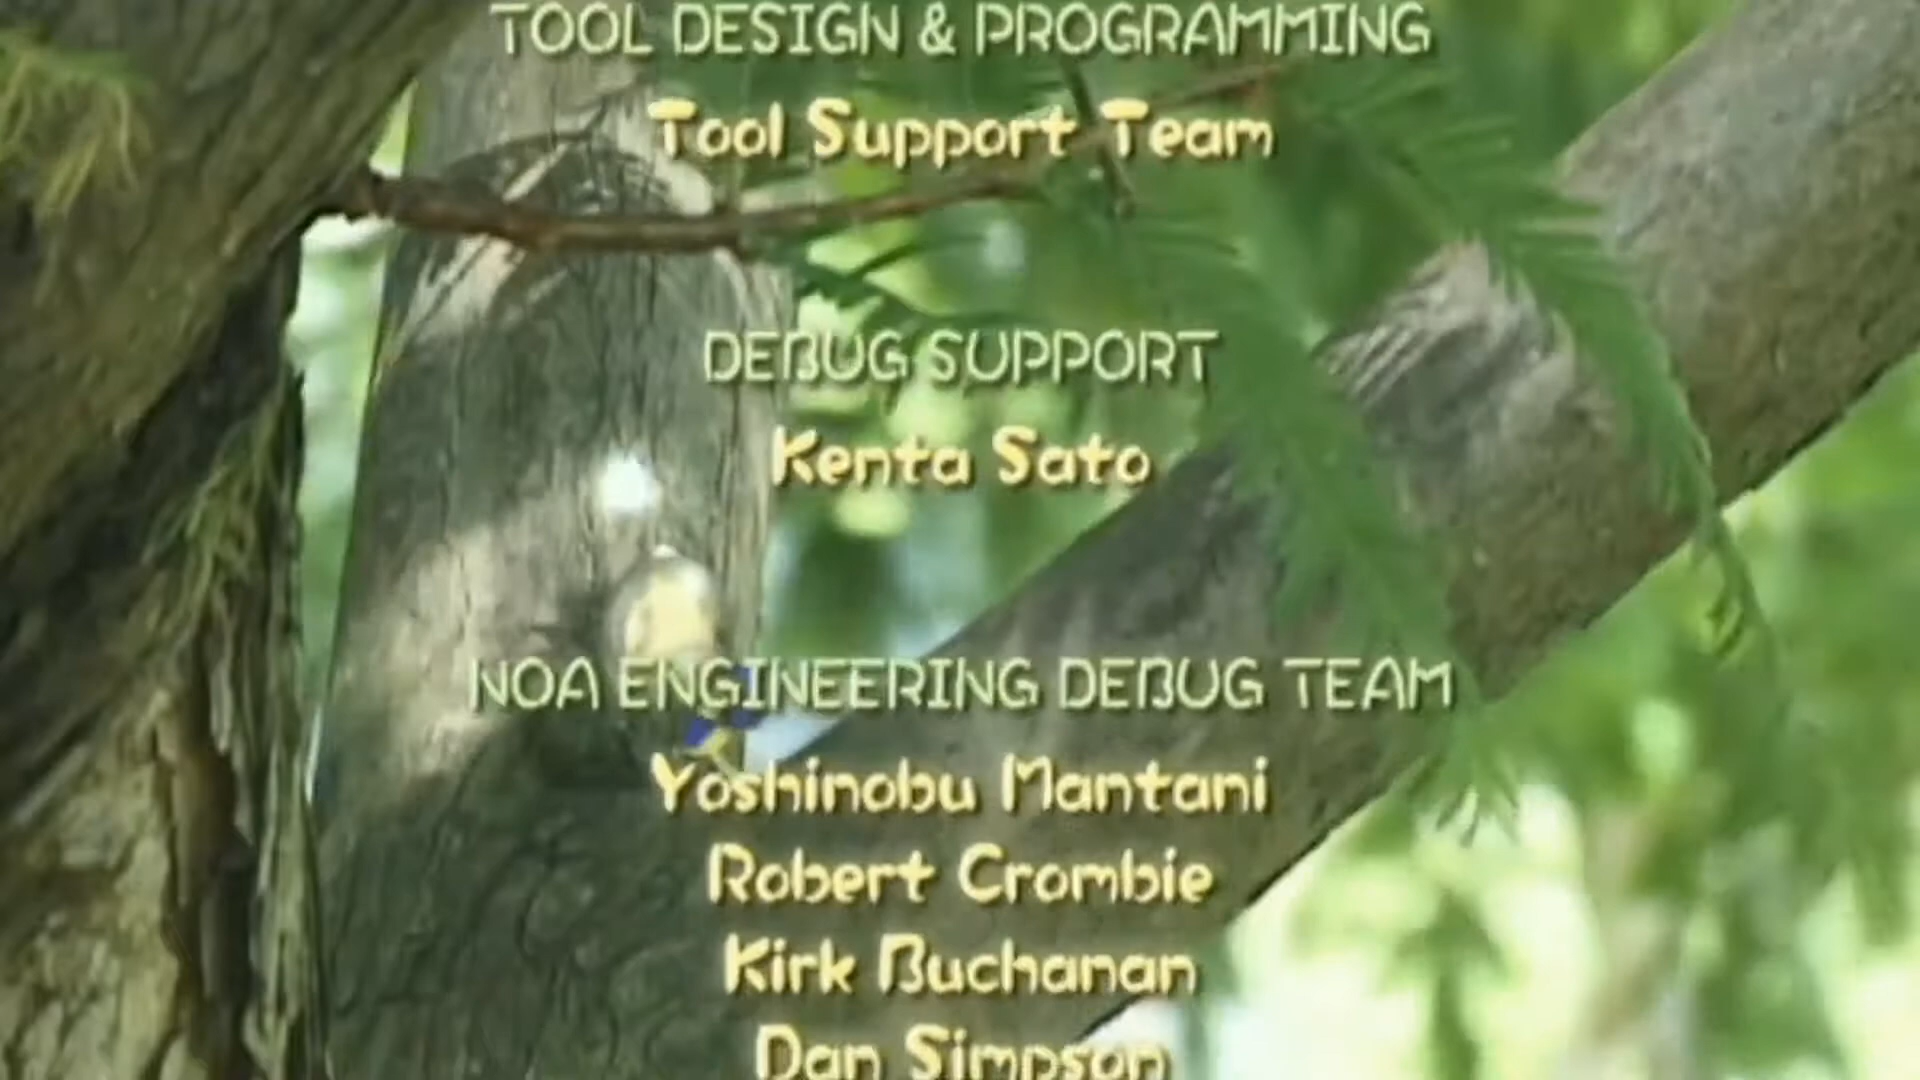 TOOL DESIGN & PROGRAMMING
Tool Support Team
DEBUG SUPPORT
Kenta Sato
NOA ENGINEERING DEBUG TEAM
Yoshinobu Mantani
Robert Crombie
Kirk Buchanan
Dan Simpson